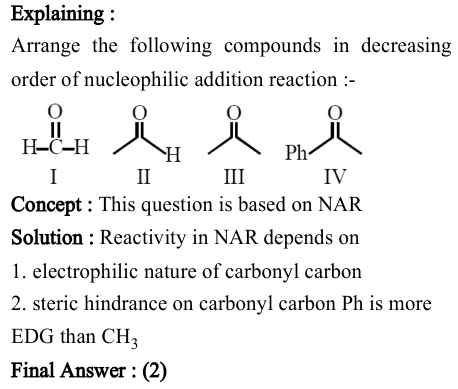 Explaining :
Arrange the following compounds in decreasing
order of nucleophilic addition reaction :-
O O O O
H–C–H H Ph
I II III IV
Concept : This question is based on NAR
Solution : Reactivity in NAR depends on
1. electrophilic nature of carbonyl carbon
2. steric hindrance on carbonyl carbon Ph is more
EDG than CH₃
Final Answer : (2)